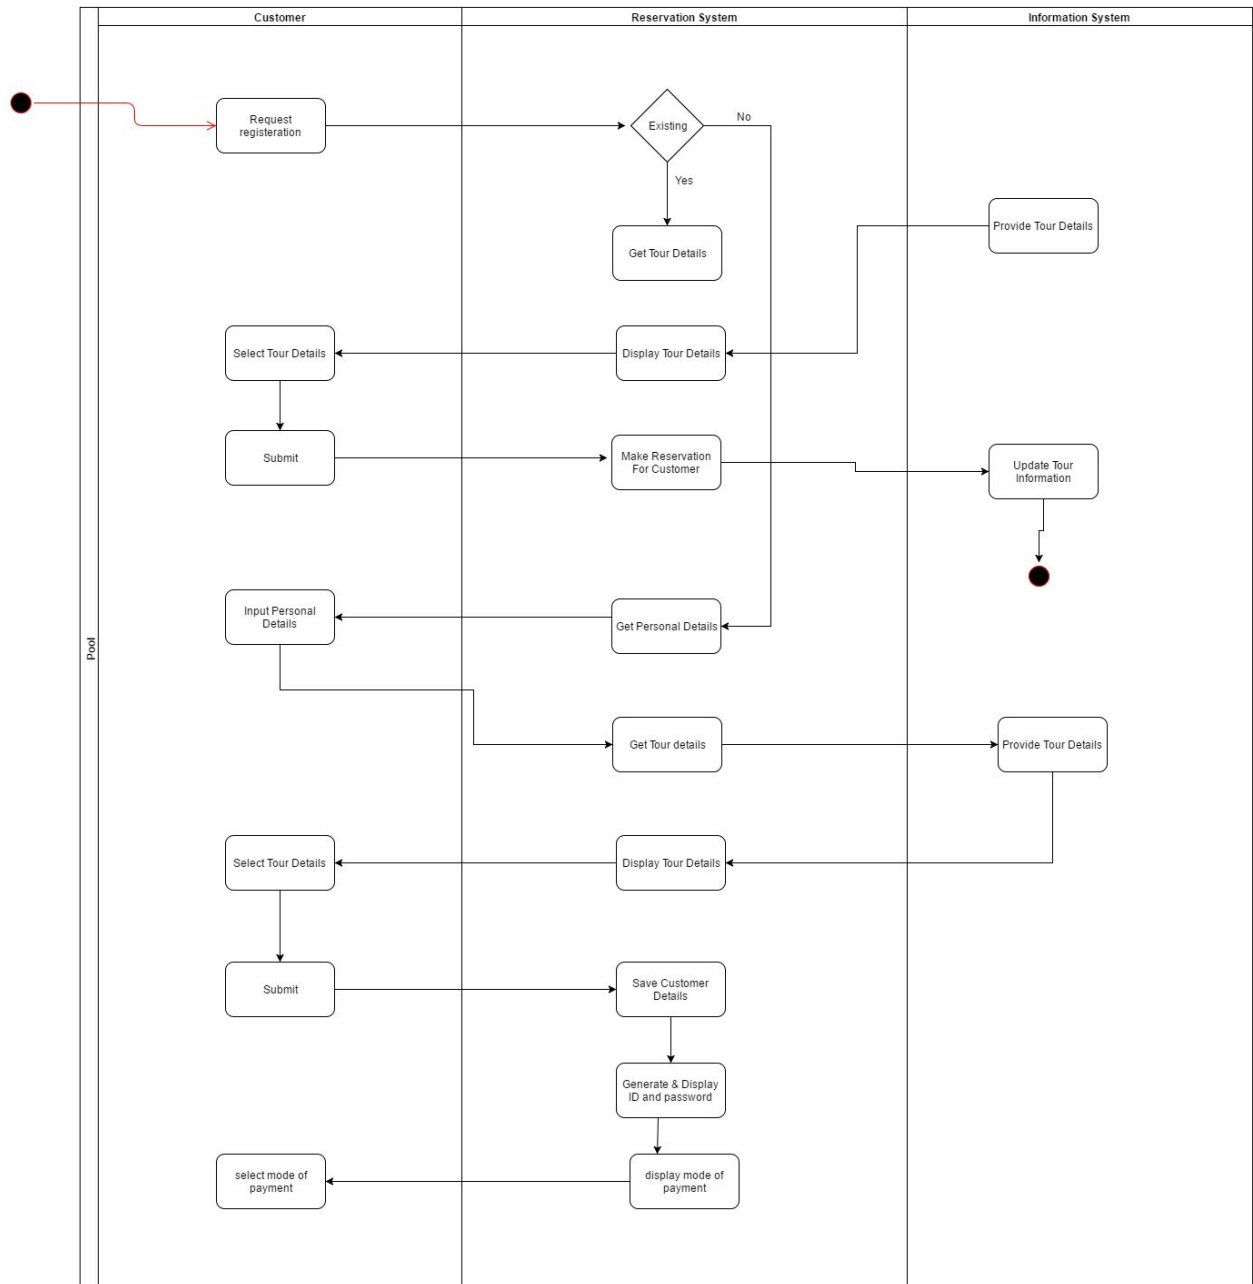 Customer
Reservation System
Information System
Pool
Request
registeration
Existing
No
Yes
Get Tour Details
Provide Tour Details
Select Tour Details
Display Tour Details
Submit
Make Reservation
For Customer
Update Tour
Information
Input Personal
Details
Get Personal Details
Get Tour details
Provide Tour Details
Select Tour Details
Display Tour Details
Submit
Save Customer
Details
Generate & Display
ID and password
select mode of
payment
display mode of
payment